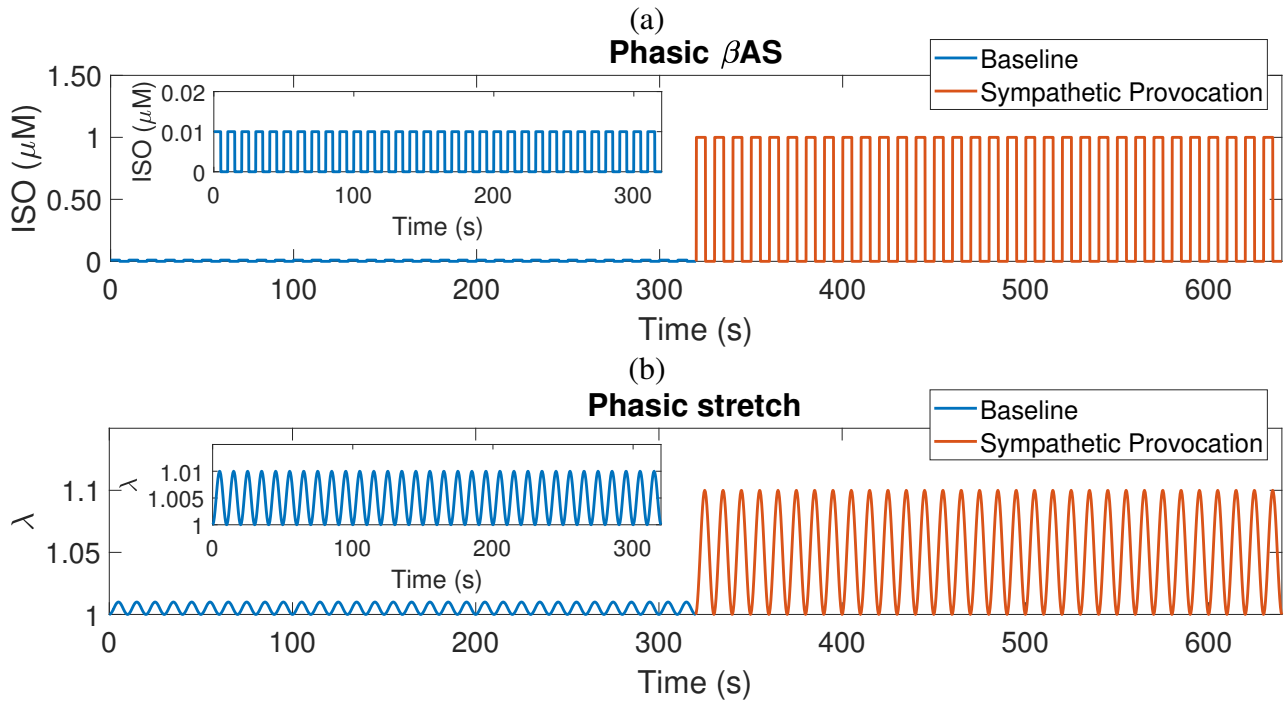 (a)
Phasic βAS
Baseline
Sympathetic Provocation
ISO (μM)
1.50
1
0.50
0
0 100 200 300 400 500 600
Time (s)
ISO (μM)
0.02
0.01
0
0 100 200 300
Time (s)
(b)
Phasic stretch
Baseline
Sympathetic Provocation
λ
1.1
1.05
1
0 100 200 300 400 500 600
Time (s)
λ
1.01
1.005
1
0 100 200 300
Time (s)